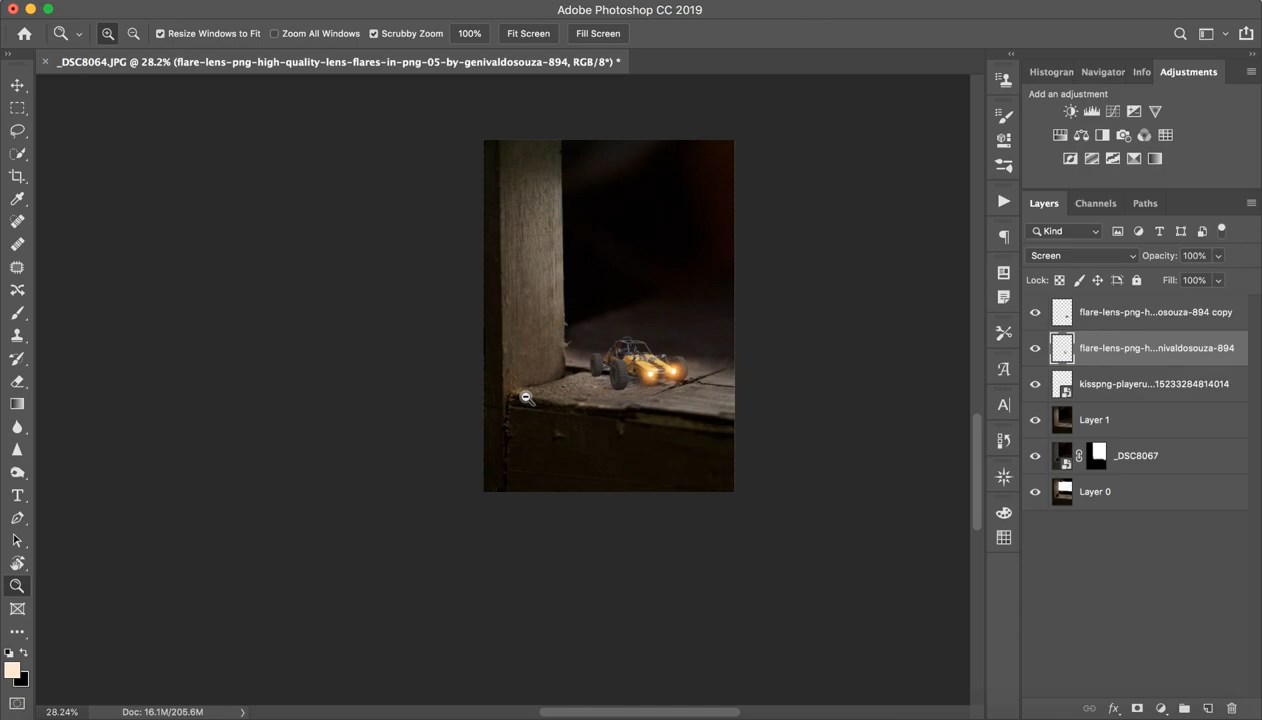 Adobe Photoshop CC 2019
Resize Windows to Fit
Zoom All Windows
Scrubby Zoom
100%
Fit Screen
Fill Screen
_DSC8064.JPG @ 28.2% (flare-lens-png-high-quality-lens-flares-in-png-05-by-genivaldosouza-894, RGB/8*) *
Histogran
Navigator
Info
Adjustments
Add an adjustment
Layers
Channels
Paths
Kind
Screen
Opacity: 100%
Lock:
Fill: 100%
flare-lens-png-h...osouza-894 copy
flare-lens-png-h...nivaldosouza-894
kisspng-playeru...15233284814014
Layer 1
_DSC8067
Layer 0
28.24%
Doc: 16.1M/205.6M